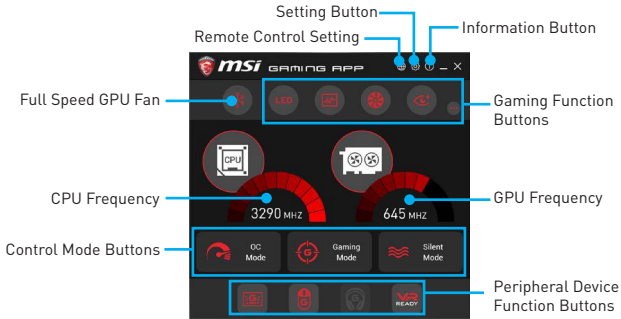 Setting Button
Remote Control Setting
Information Button
msi GAMING APP
Full Speed GPU Fan
LED
Gaming Function
Buttons
CPU
CPU Frequency
3290 MHZ
645 MHZ
GPU Frequency
Control Mode Buttons
OC
Mode
G
Gaming
Mode
Silent
Mode
G
G
VR
READY
Peripheral Device
Function Buttons